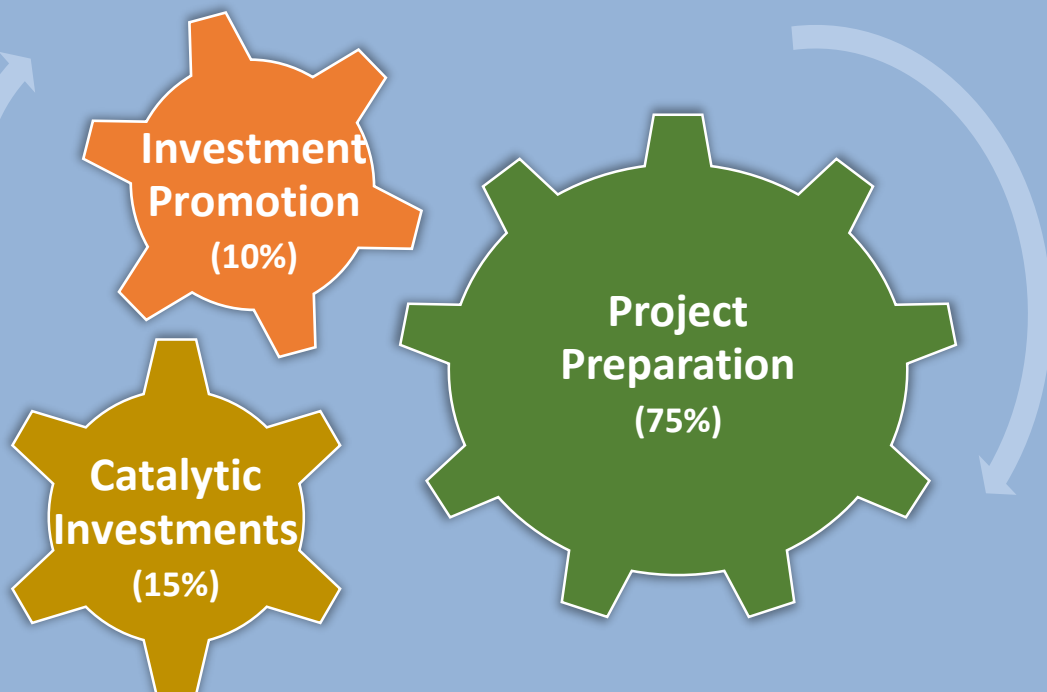 Investment
Promotion
(10%)
Project
Preparation
(75%)
Catalytic
Investments
(15%)